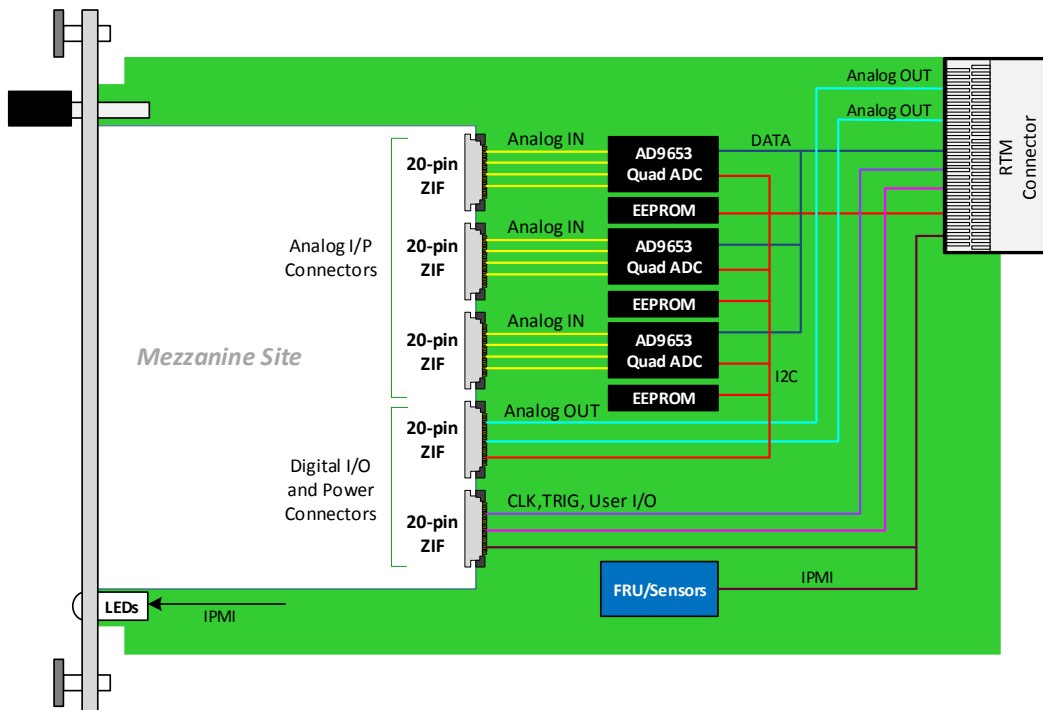 Analog OUT
Analog OUT
RTM
Connector
Analog IN
DATA
AD9653
Quad ADC
20-pin
ZIF
EEPROM
Analog IN
AD9653
Quad ADC
20-pin
ZIF
Analog I/P
Connectors
EEPROM
Analog IN
AD9653
Quad ADC
20-pin
ZIF
Mezzanine Site
I2C
EEPROM
Analog OUT
20-pin
ZIF
Digital I/O
and Power
Connectors
CLK,TRIG, User I/O
20-pin
ZIF
FRU/Sensors
IPMI
LEDs
IPMI